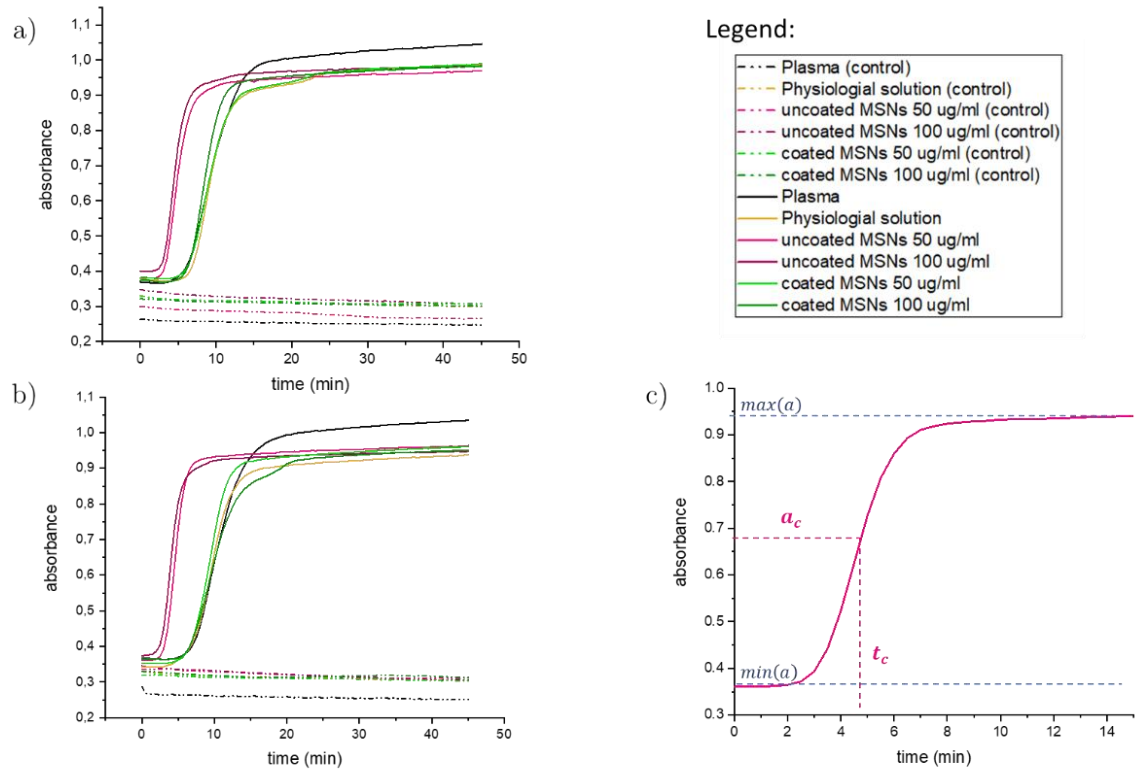 a)
1,1
1,0
0,9
0,8
0,7
0,6
0,5
0,4
0,3
0,2
absorbance
0 10 20 30 40 50
time (min)
Legend:
Plasma (control)
Physiologial solution (control)
uncoated MSNs 50 ug/ml (control)
uncoated MSNs 100 ug/ml (control)
coated MSNs 50 ug/ml (control)
coated MSNs 100 ug/ml (control)
Plasma
Physiologial solution
uncoated MSNs 50 ug/ml
uncoated MSNs 100 ug/ml
coated MSNs 50 ug/ml
coated MSNs 100 ug/ml
b)
1,1
1,0
0,9
0,8
0,7
0,6
0,5
0,4
0,3
0,2
absorbance
0 10 20 30 40 50
time (min)
c)
1.0
0.9
0.8
0.7
0.6
0.5
0.4
0.3
absorbance
max(a)
a_c
t_c
min(a)
0 2 4 6 8 10 12 14
time (min)